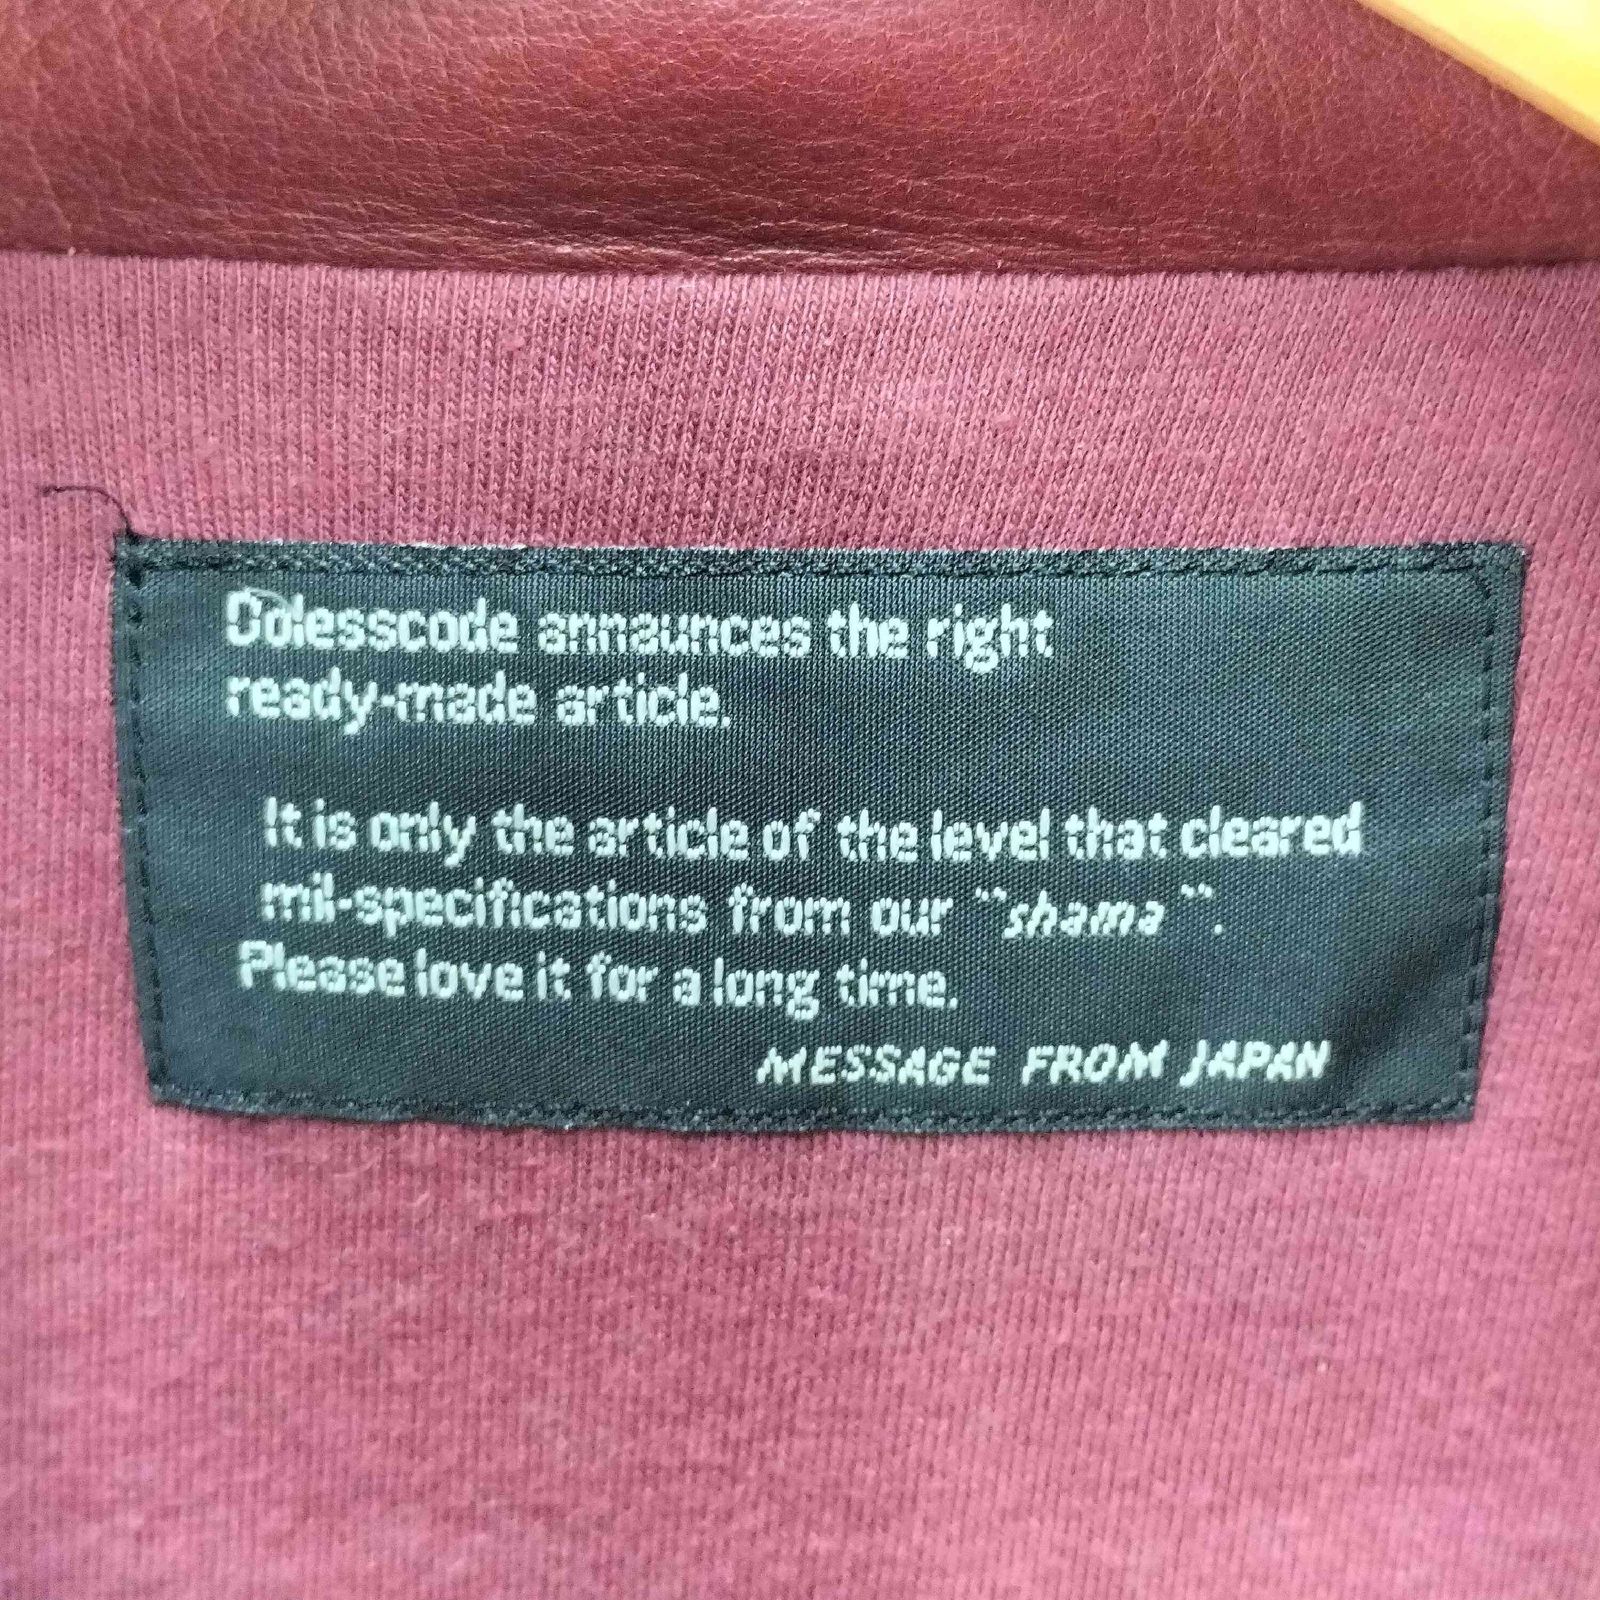 Dolesscode annaunces the right
ready-made article.
It is only the article of the level that cleared
mil-specifications from our "shama".
Please love it for a long time.
MESSAGE FROM JAPAN